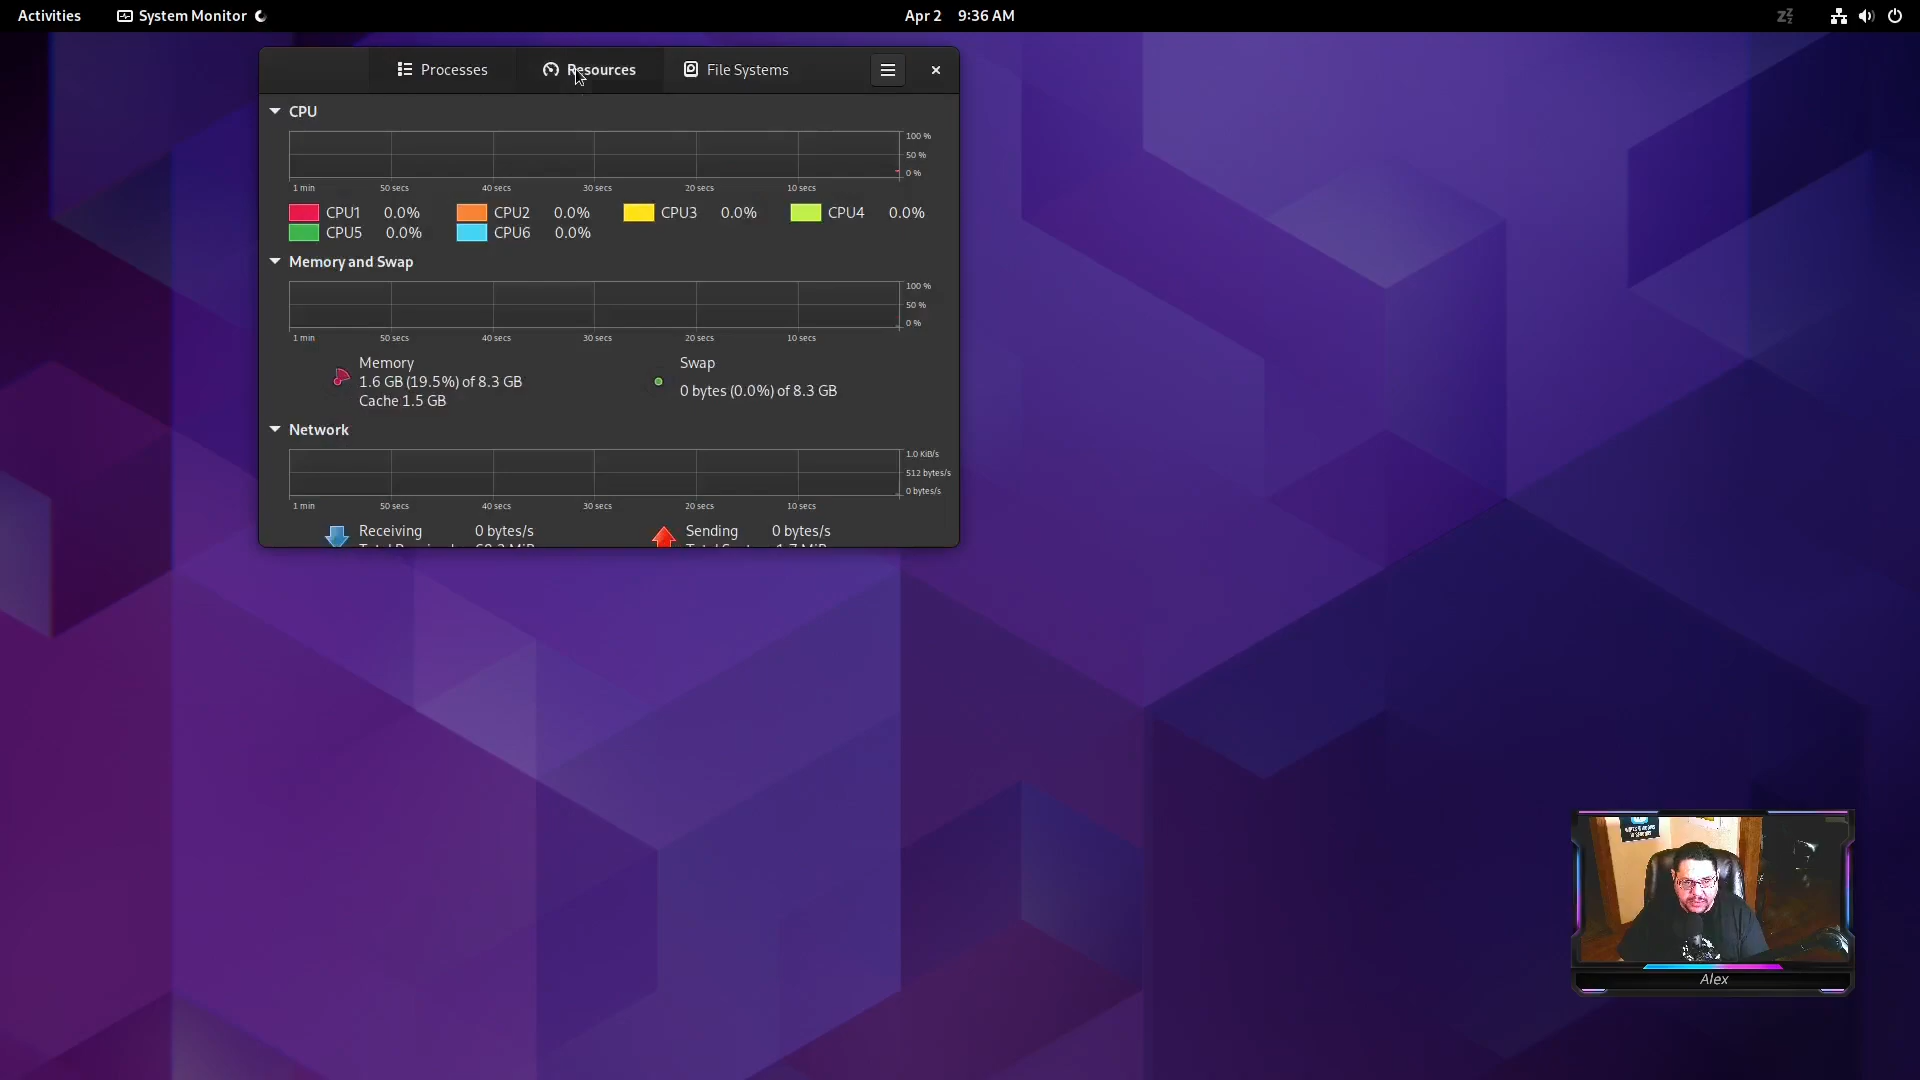 Activities System Monitor Apr 2 9:36 AM
Processes Resources File Systems
CPU
100 %
50 %
0 %
1 min 50 secs 40 secs 30 secs 20 secs 10 secs
CPU1 0.0% CPU2 0.0% CPU3 0.0% CPU4 0.0%
CPU5 0.0% CPU6 0.0%
Memory and Swap
100 %
50 %
0 %
1 min 50 secs 40 secs 30 secs 20 secs 10 secs
Memory
1.6 GB (19.5%) of 8.3 GB
Cache 1.5 GB
Swap
0 bytes (0.0%) of 8.3 GB
Network
1.0 KiB/s
512 bytes/s
0 bytes/s
1 min 50 secs 40 secs 30 secs 20 secs 10 secs
Receiving 0 bytes/s Sending 0 bytes/s
Alex